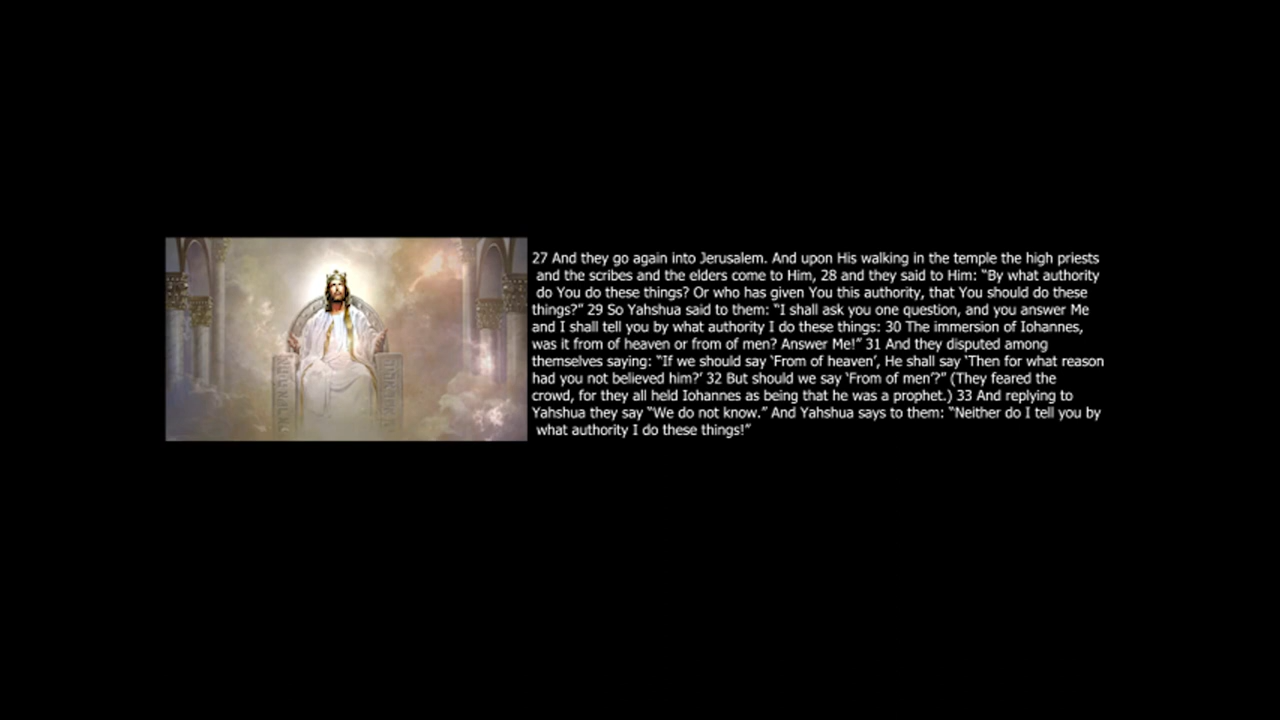 27 And they go again into Jerusalem. And upon His walking in the temple the high priests
and the scribes and the elders come to Him, 28 and they said to Him: “By what authority
do You do these things? Or who has given You this authority, that You should do these
things?” 29 So Yahshua said to them: “I shall ask you one question, and you answer Me
and I shall tell you by what authority I do these things: 30 The immersion of Iohannes,
was it from of heaven or from of men? Answer Me!” 31 And they disputed among
themselves saying: “If we should say ‘From of heaven’, He shall say ‘Then for what reason
had you not believed him?’ 32 But should we say ‘From of men’?” (They feared the
crowd, for they all held Iohannes as being that he was a prophet.) 33 And replying to
Yahshua they say “We do not know.” And Yahshua says to them: “Neither do I tell you by
what authority I do these things!”